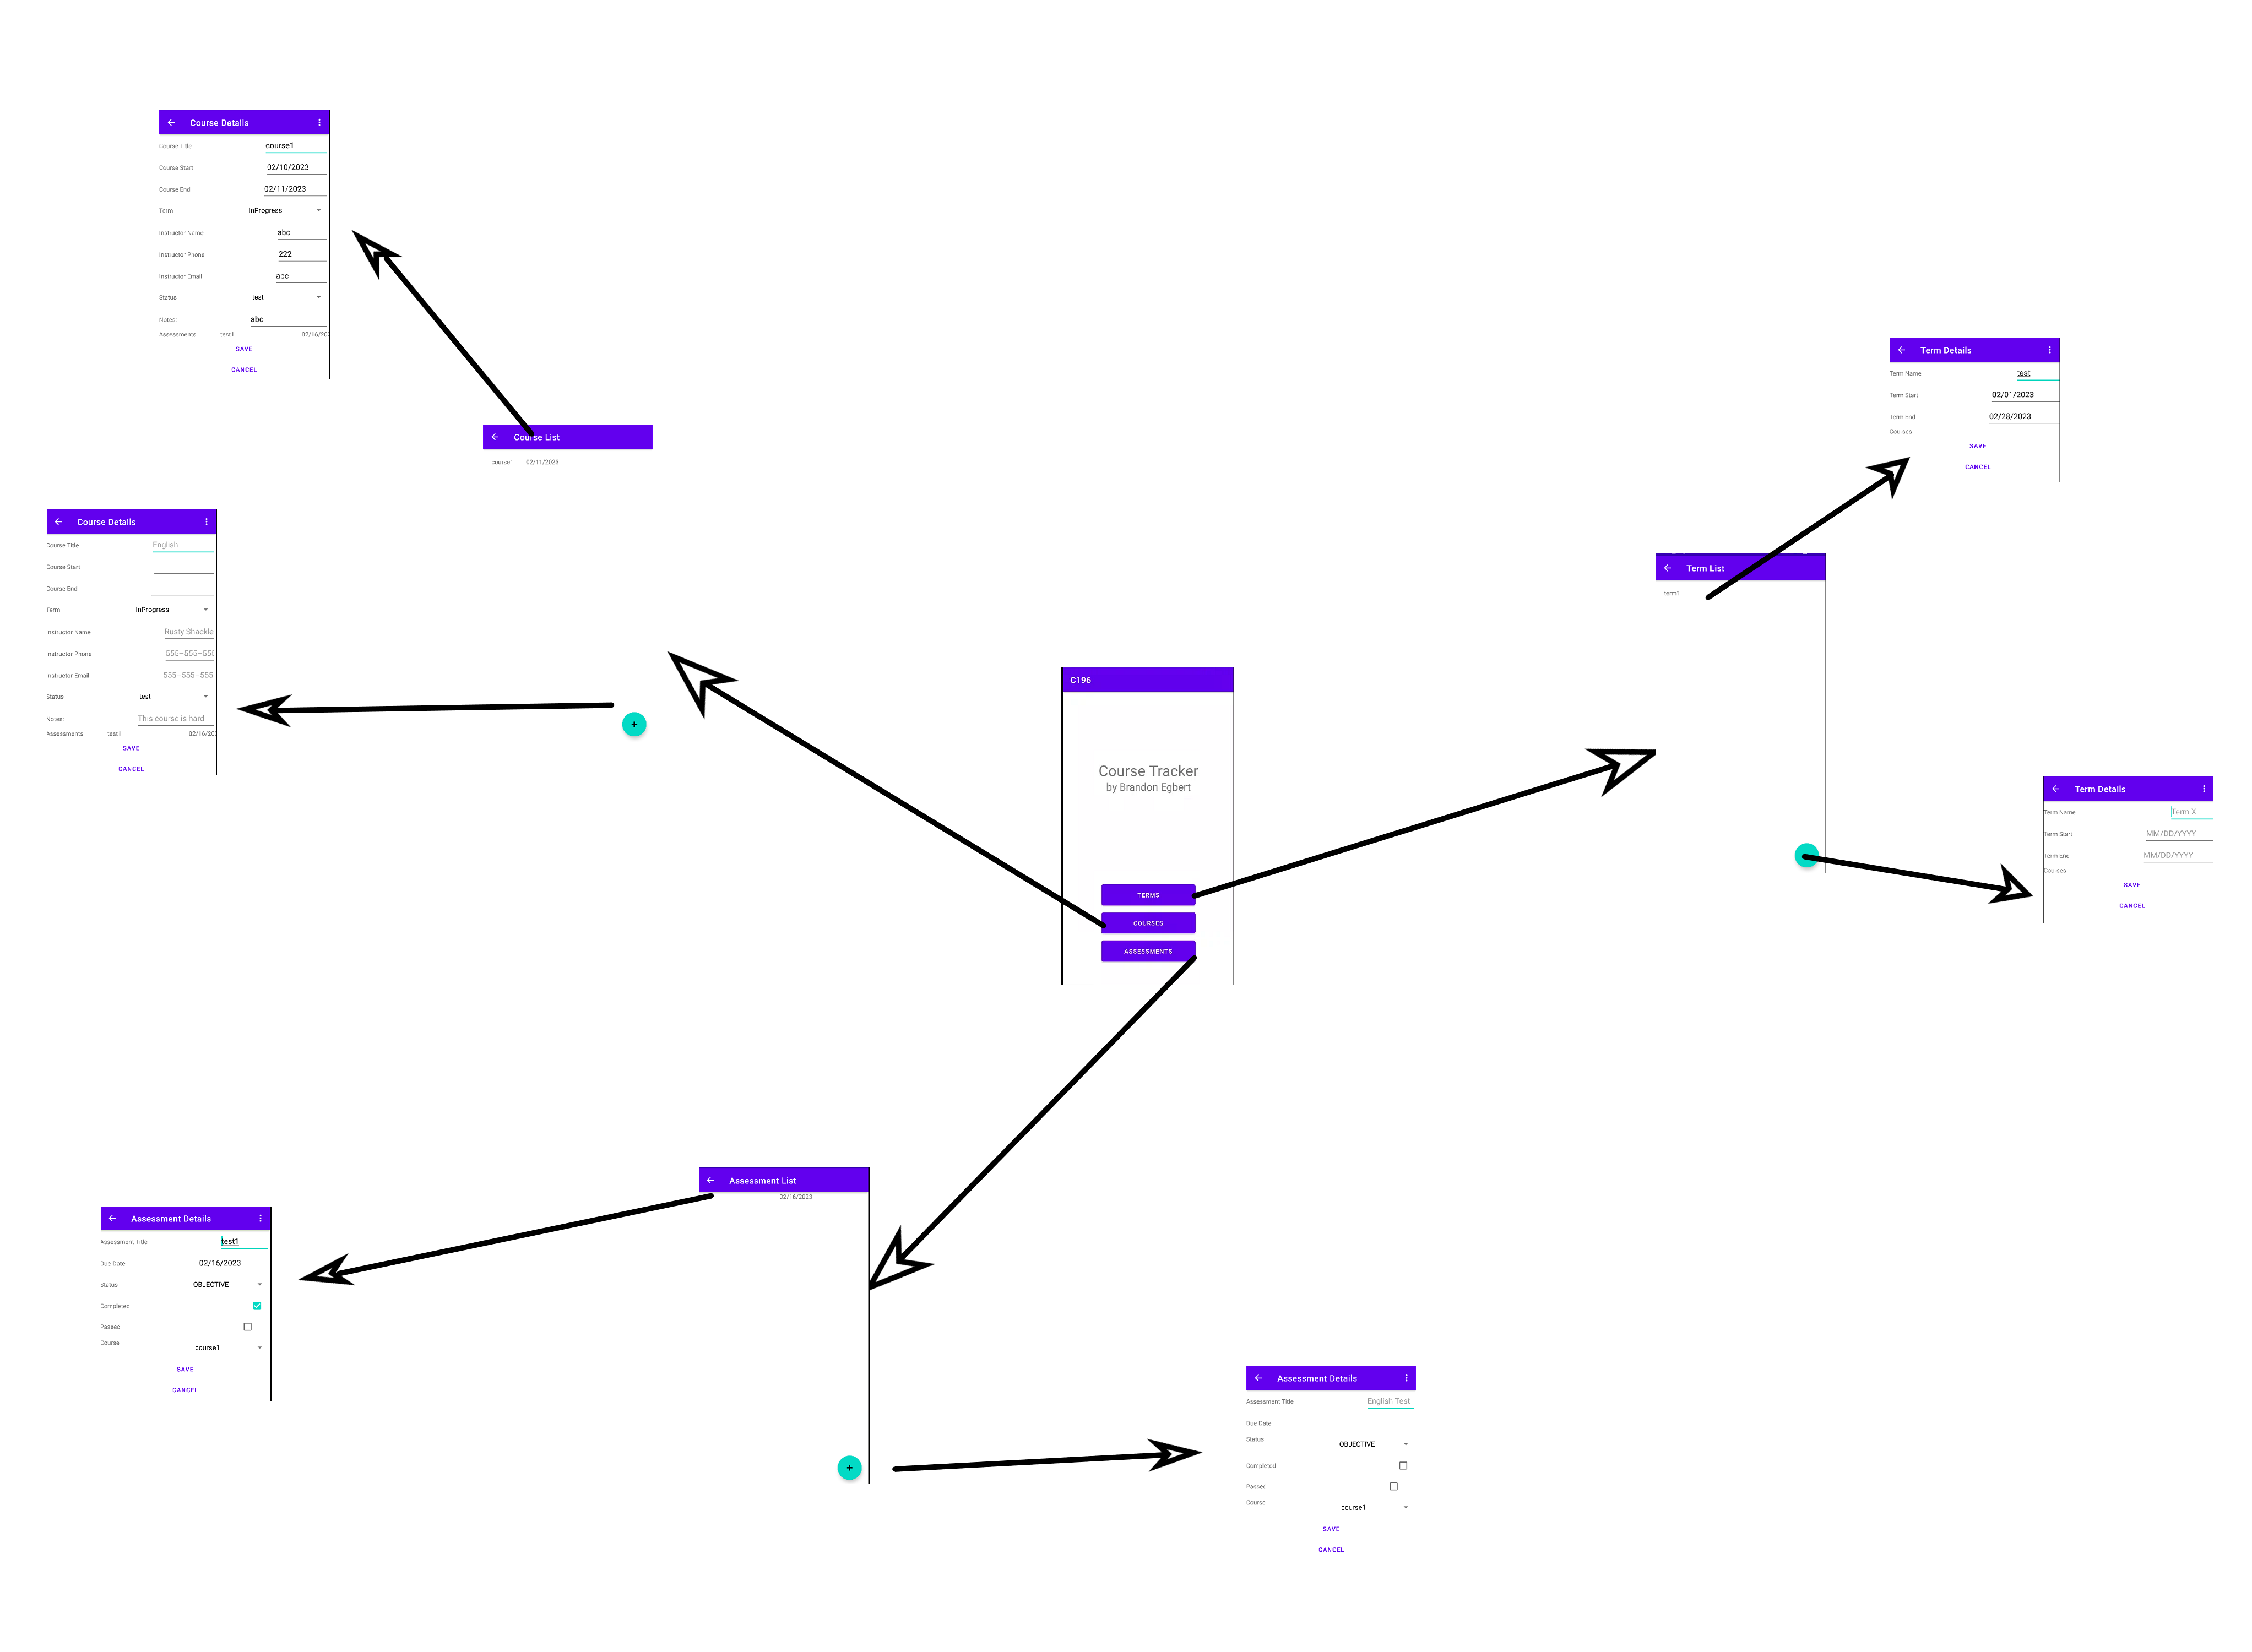 Course Details
Course Title course1
Course Start 02/10/2023
Course End 02/11/2023
Term InProgress
Instructor Name abc
Instructor Phone 222
Instructor Email abc
Status test
Notes: abc
Assessments test1 02/16/202
SAVE
CANCEL
Course List
course1 02/11/2023
+
Course Details
Course Title English
Course Start
Course End
Term InProgress
Instructor Name Rusty Shackle
Instructor Phone 555-555-555
Instructor Email 555-555-555
Status test
Notes: This course is hard
Assessments test1 02/16/202
SAVE
CANCEL
C196
Course Tracker
by Brandon Egbert
TERMS
COURSES
ASSESSMENTS
Term Details
Term Name test
Term Start 02/01/2023
Term End 02/28/2023
Courses
SAVE
CANCEL
Term List
term1
Term Details
Term Name Term X
Term Start MM/DD/YYYY
Term End MM/DD/YYYY
Courses
SAVE
CANCEL
Assessment List
02/16/2023
+
Assessment Details
Assessment Title test1
Due Date 02/16/2023
Status OBJECTIVE
Completed
Passed
Course
course1
SAVE
CANCEL
Assessment Details
Assessment Title English Test
Due Date
Status
OBJECTIVE
Completed
Passed
Course
course1
SAVE
CANCEL